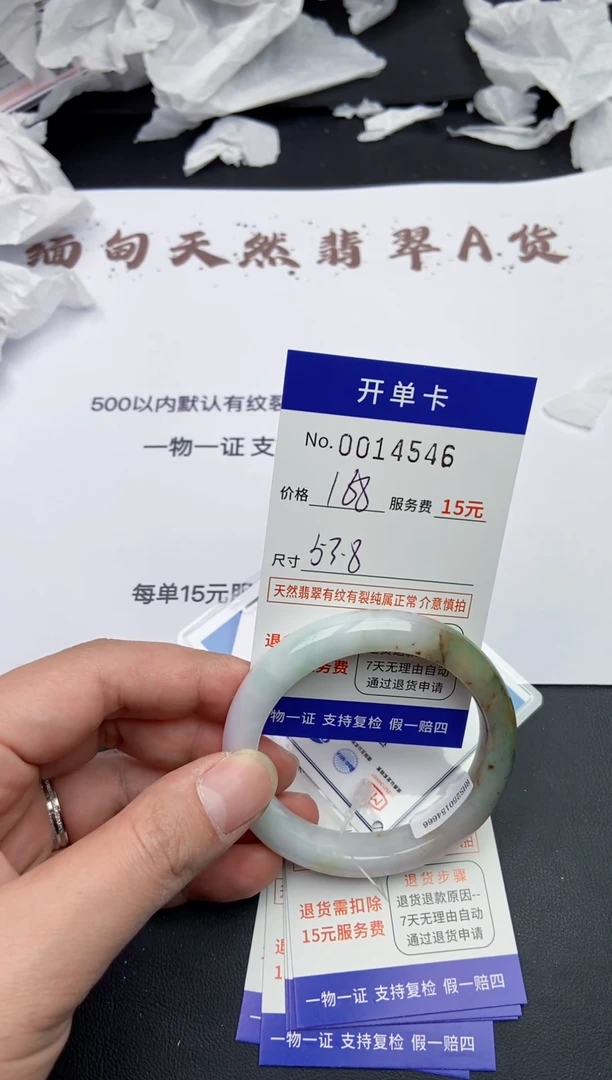 缅甸天然翡翠A货
500以内默认有纹裂
一物一证 支
每单15元服
开单卡
No. 0014546
价格 188 服务费 15元
尺寸 53.8
天然翡翠有纹有裂纯属正常 介意慎拍
退
务费
7天无理由自动
通过退货申请
物一证 支持复检 假一赔四
拍
退货需扣除
15元服务费
退货步骤
退货退款原因--
7天无理由自动
通过退货申请
一物一证 支持复检 假一赔四
一物一证 支持复检 假一赔四